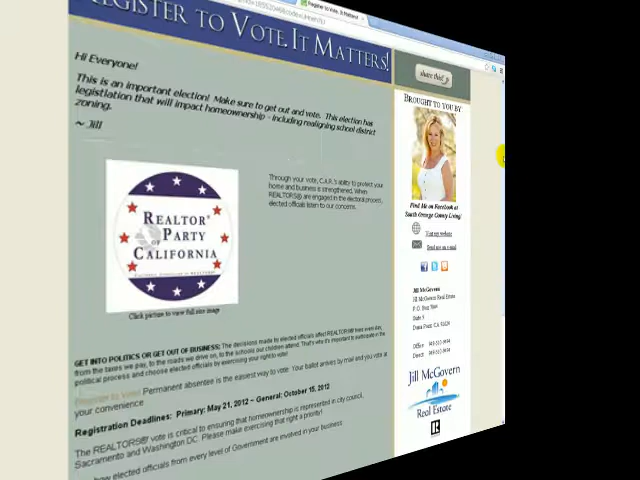 REGISTER TO VOTE. IT MATTERS!
Hi Everyone!
This is an important election! Make sure to get out and vote. This election has
legistlation that will impact homeownership - including realigning school district
zoning.
~ Jill
REALTOR®
PARTY
OF
CALIFORNIA
Click picture to view full size image
Through your vote, C.A.R.'s ability to protect your
home and business is strengthened. When
REALTORS® are engaged in the electoral process,
elected officials listen to our concerns.
GET INTO POLITICS OR GET OUT OF BUSINESS: The decisions made by elected officials affect REALTORS® lives every day,
from the taxes we pay, to the roads we drive on, to the schools our children attend. That's why it's important to participate in the
political process and choose elected officials by exercising your right to vote!
Register to Vote! Permanent absentee is the easiest way to vote. Your ballot arrives by mail and you vote at
your convenience
Registration Deadlines: Primary; May 21, 2012 ~ General; October 15, 2012
The REALTORS® vote is critical to ensuring that homeownership is represented in city council,
Sacramento and Washington DC. Please make exercising that right a priority!
how elected officials from every level of Government are involved in your business
share this!
BROUGHT TO YOU BY
Find Me on Facebook at
South Orange County Living!
Visit my website
Send me an e-mail
Jill McGovern
Jill McGovern Real Estate
P.O. Box
Suite
Dana Point, CA
Office
Direct
Jill McGovern
Real Estate